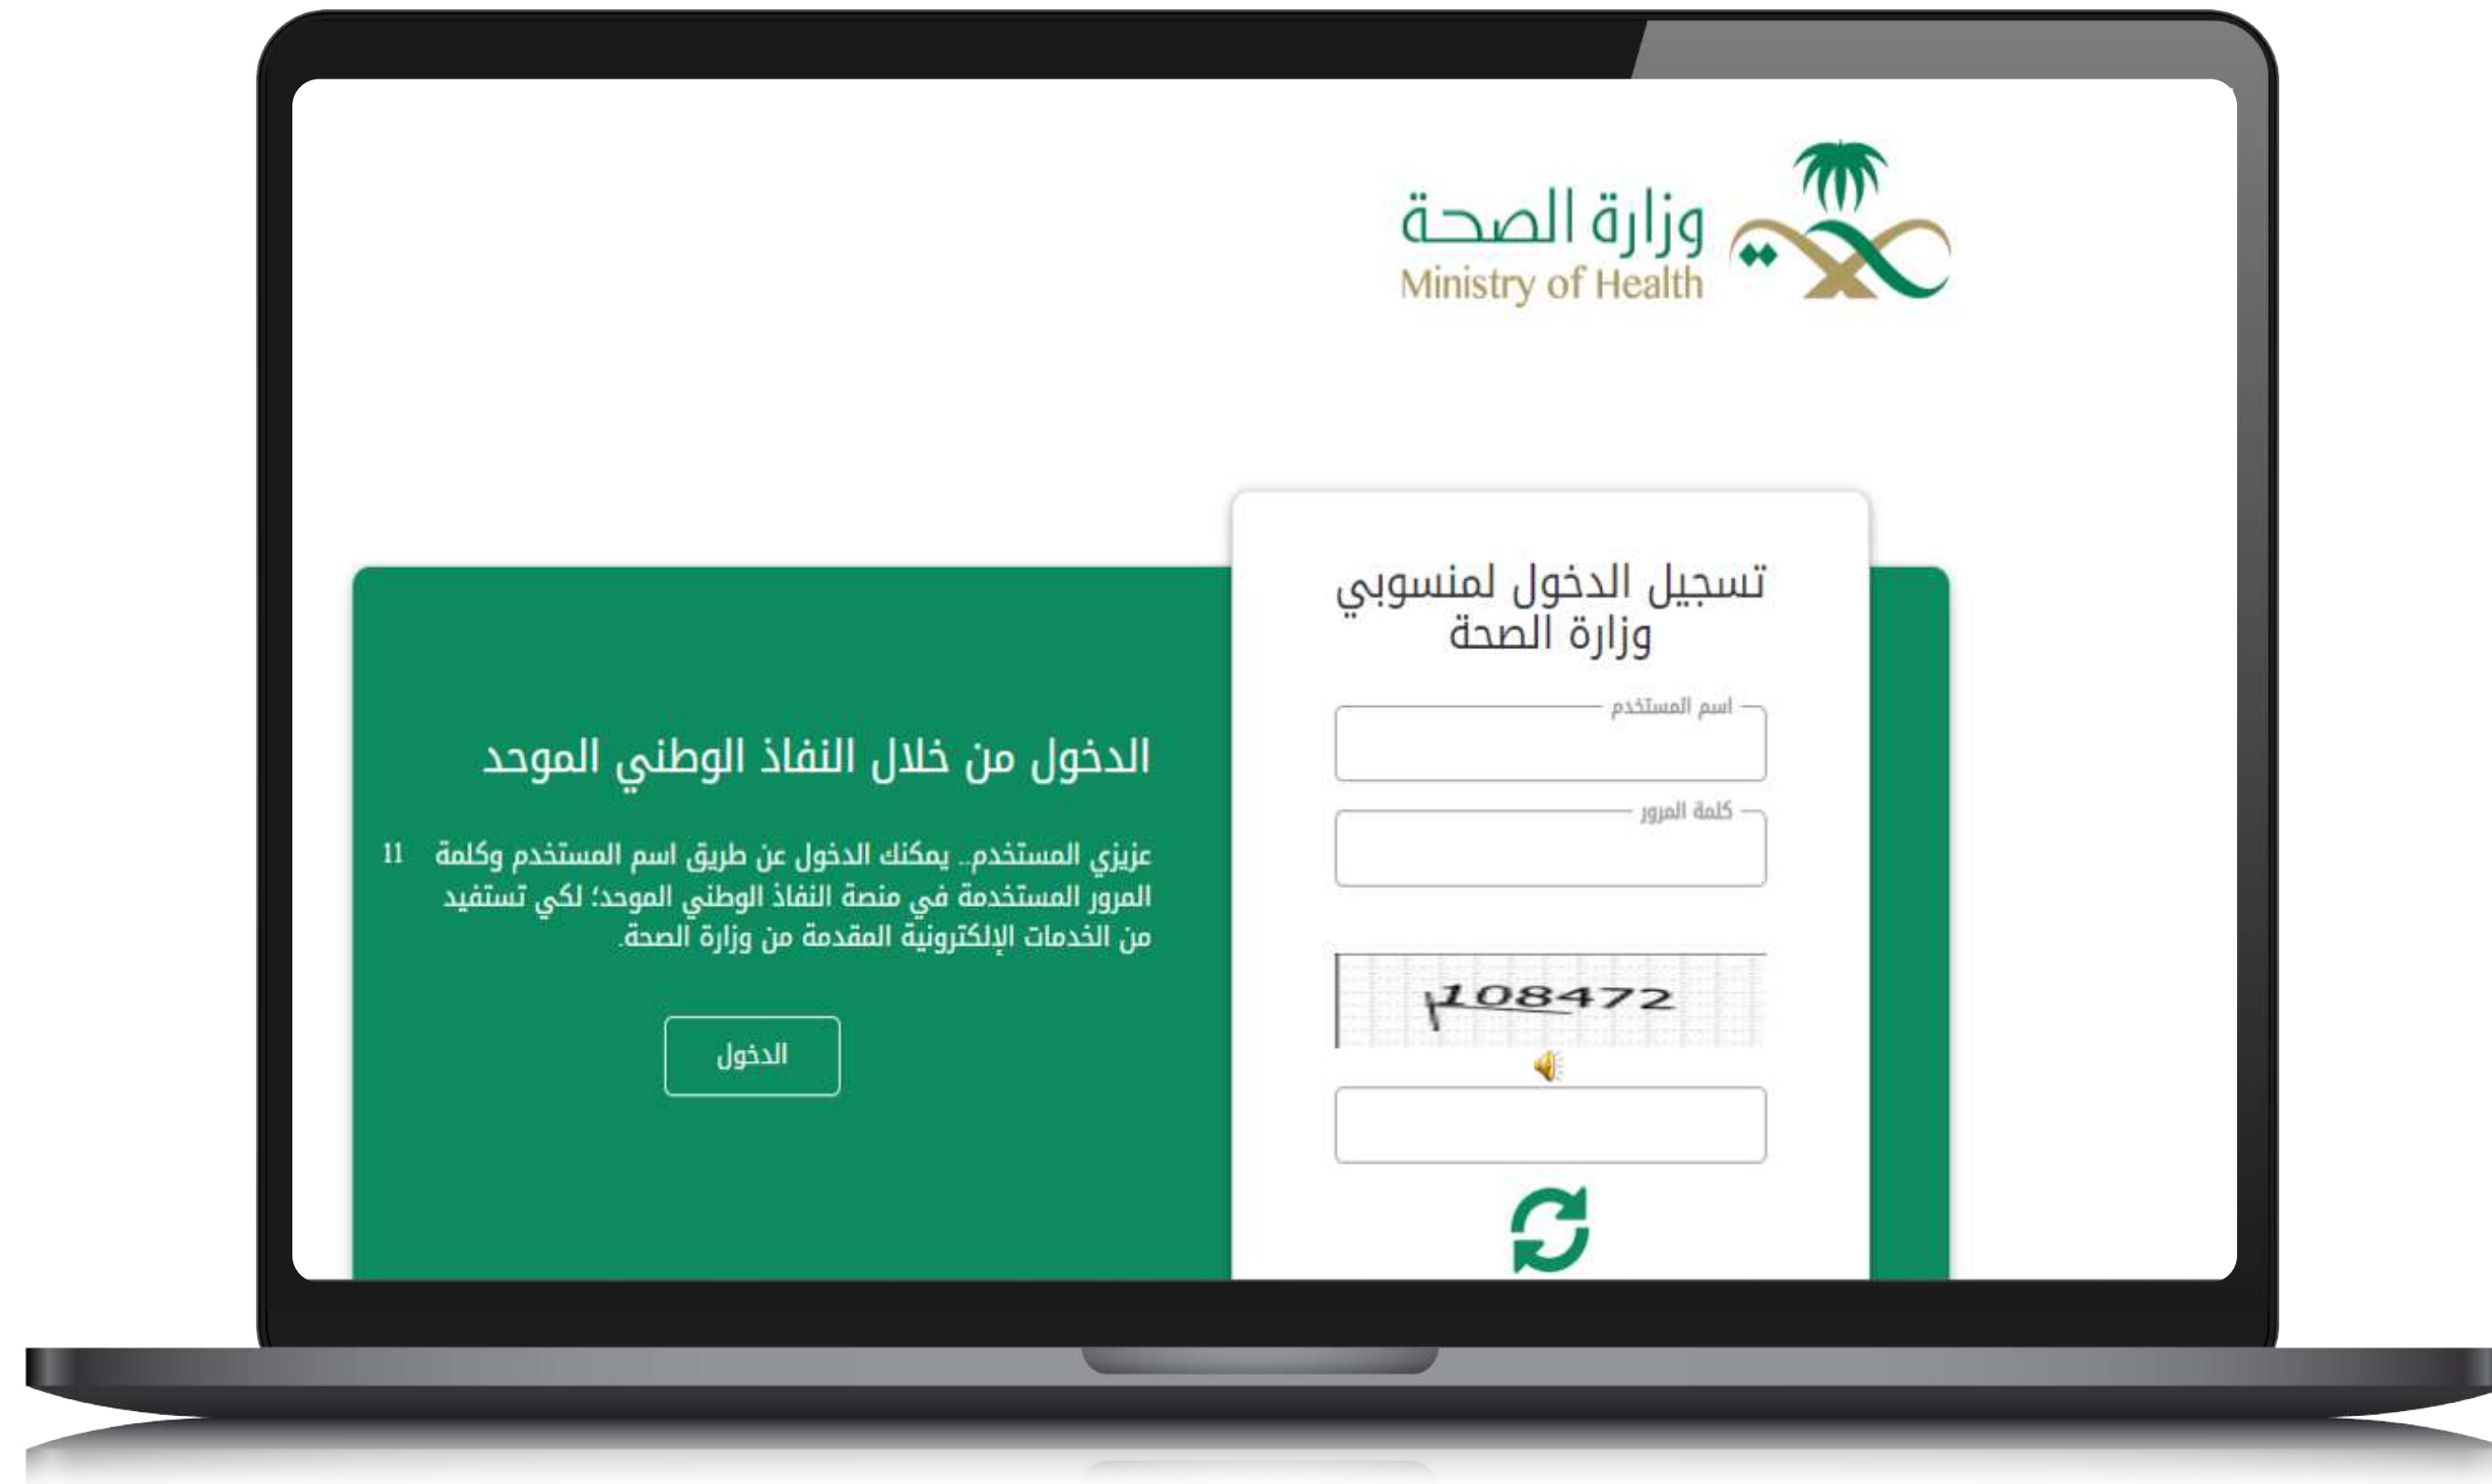 وزارة الصحة
Ministry of Health
تسجيل الدخول لمنسوبي
وزارة الصحة
اسم المستخدم
كلمة المرور
108472
الدخول من خلال النفاذ الوطني الموحد
عزيزي المستخدم.. يمكنك الدخول عن طريق اسم المستخدم وكلمة 11
المرور المستخدمة في منصة النفاذ الوطني الموحد؛ لكي تستفيد
من الخدمات الإلكترونية المقدمة من وزارة الصحة.
الدخول